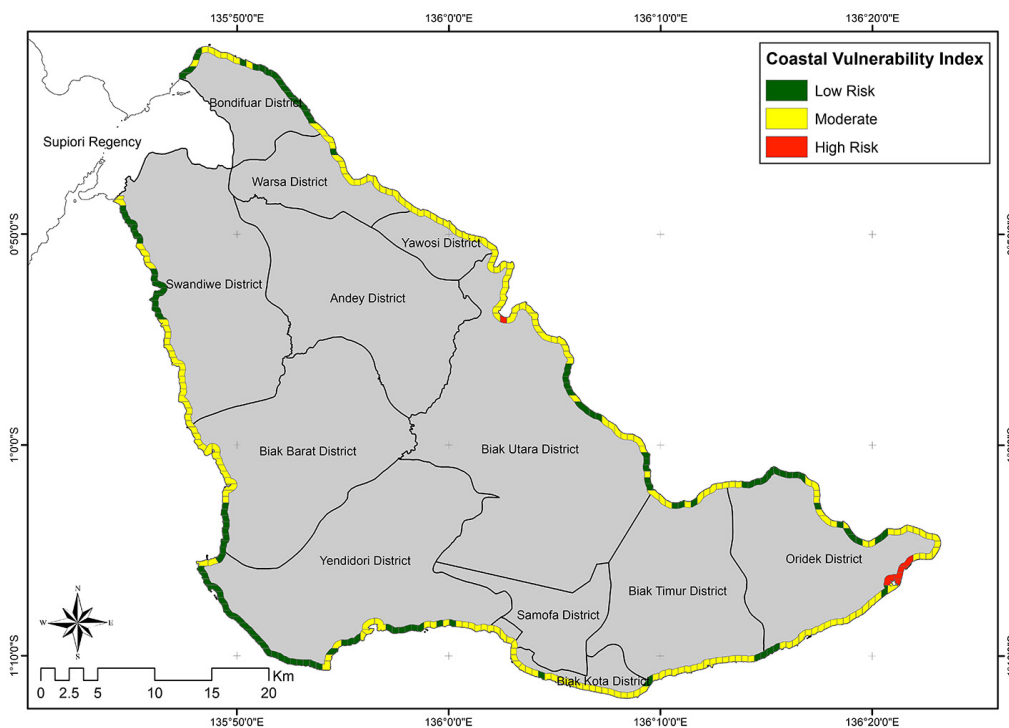 135°50'0"E
136°0'0"E
136°10'0"E
136°20'0"E
Coastal Vulnerability Index
Low Risk
Moderate
High Risk
Bondifuar District
Supiori Regency
Warsa District
0°50'0"S
Yawosi District
Swandiwe District
Andey District
1°0'0"S
Biak Barat District
Biak Utara District
Yendidori District
Oridek District
Biak Timur District
Samofa District
N
W
E
S
1°10'0"S
Biak Kota District
Km
0 2.5 5 10 15 20
135°50'0"E
136°0'0"E
136°10'0"E
136°20'0"E